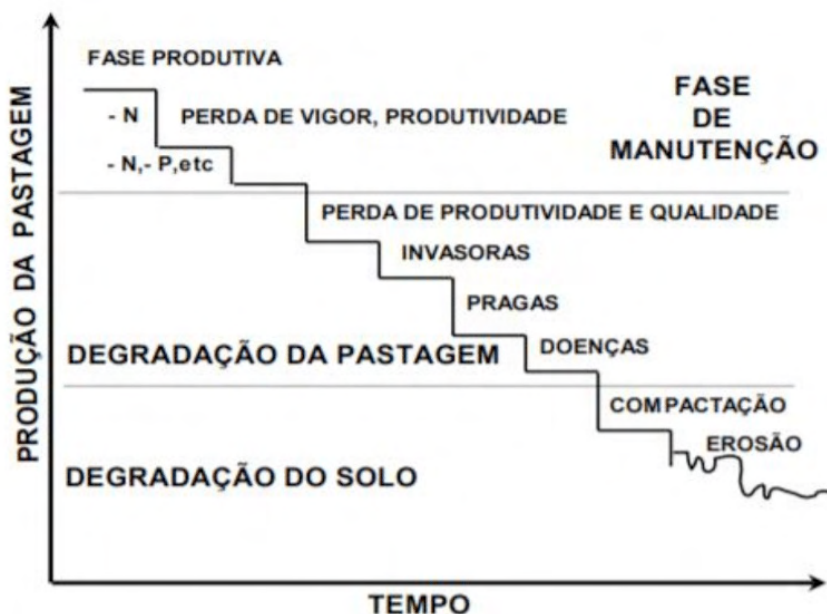 FASE PRODUTIVA
- N
PERDA DE VIGOR, PRODUTIVIDADE
FASE
DE
MANUTENÇÃO
- N,- P,etc
PERDA DE PRODUTIVIDADE E QUALIDADE
INVASORAS
PRAGAS
DOENÇAS
DEGRADAÇÃO DA PASTAGEM
COMPACTAÇÃO
EROSÃO
DEGRADAÇÃO DO SOLO
PRODUÇÃO DA PASTAGEM
TEMPO